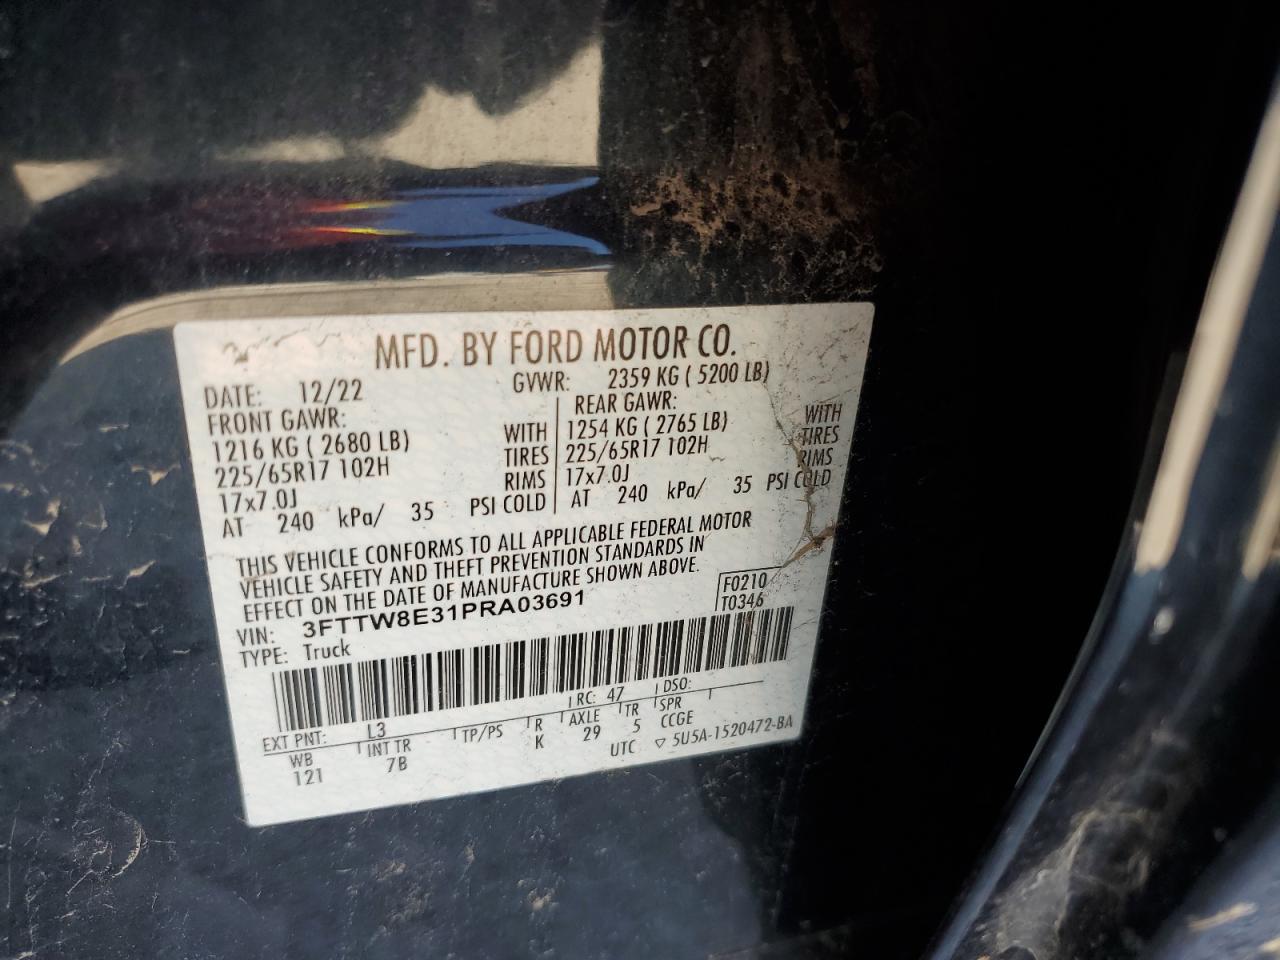 MFD. BY FORD MOTOR CO.
DATE: 12/22 GVWR: 2359 KG ( 5200 LB)
FRONT GAWR: REAR GAWR:
1216 KG ( 2680 LB) WITH 1254 KG ( 2765 LB) WITH
225/65R17 102H TIRES 225/65R17 102H TIRES
17x7.0J RIMS 17x7.0J RIMS
AT 240 kPa/ 35 PSI COLD AT 240 kPa/ 35 PSI COLD
THIS VEHICLE CONFORMS TO ALL APPLICABLE FEDERAL MOTOR
VEHICLE SAFETY AND THEFT PREVENTION STANDARDS IN
EFFECT ON THE DATE OF MANUFACTURE SHOWN ABOVE.
F0210
VIN: 3FTTW8E31PRA03691 T0346
TYPE: Truck
EXT PNT: L3 RC: 47 DSO:
WB INT TR TP/PS R AXLE TR SPR
121 7B K 29 5 CCGE
UTC ▽ 5U5A-1520472-BA